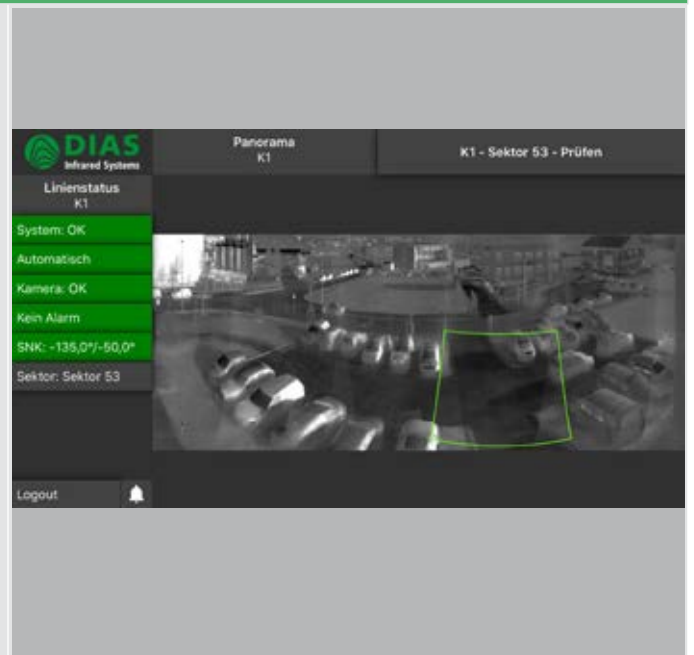 DIAS
Infrared Systems
Panorama
K1
K1 - Sektor 53 - Prüfen
Linienstatus
K1
System: OK
Automatisch
Kamera: OK
Kein Alarm
SNK: -135,0°/-50,0°
Sektor: Sektor 53
Logout